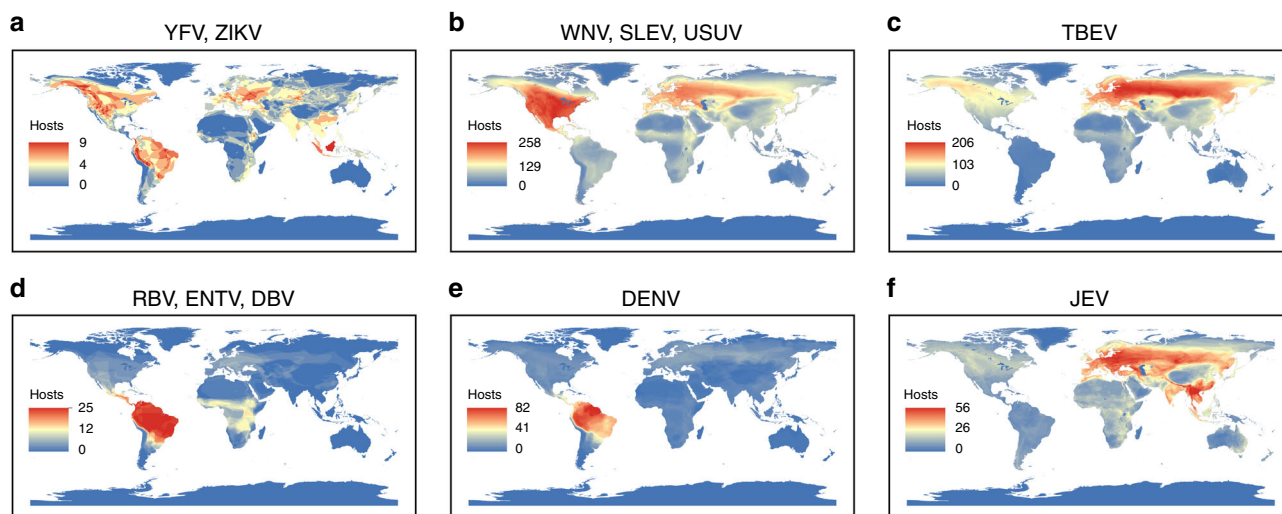 a
YFV, ZIKV
Hosts
9
4
0
b
WNV, SLEV, USUV
Hosts
258
129
0
c
TBEV
Hosts
206
103
0
d
RBV, ENTV, DBV
Hosts
25
12
0
e
DENV
Hosts
82
41
0
f
JEV
Hosts
56
26
0